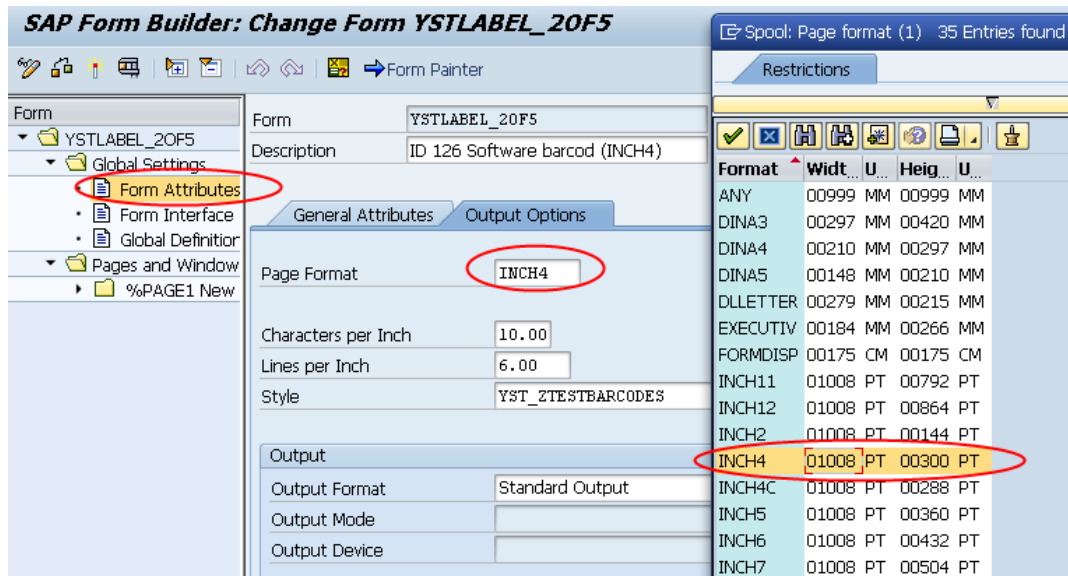 SAP Form Builder: Change Form YSTLABEL_2OF5
Form Painter
Form
YSTLABEL_2OF5
Global Settings
Form Attributes
Form Interface
Global Definitior
Pages and Window
%PAGE1 New
Form YSTLABEL_2OF5
Description ID 126 Software barcod (INCH4)
General Attributes Output Options
Page Format INCH4
Characters per Inch 10.00
Lines per Inch 6.00
Style YST_ZTESTBARCODES
Output
Output Format Standard Output
Output Mode
Output Device
Spool: Page format (1) 35 Entries found
Restrictions
Format Widt... U... Heig... U...
ANY 00999 MM 00999 MM
DINA3 00297 MM 00420 MM
DINA4 00210 MM 00297 MM
DINA5 00148 MM 00210 MM
DLLETTER 00279 MM 00215 MM
EXECUTIV 00184 MM 00266 MM
FORMDISP 00175 CM 00175 CM
INCH11 01008 PT 00792 PT
INCH12 01008 PT 00864 PT
INCH2 01008 PT 00144 PT
INCH4 01008 PT 00300 PT
INCH4C 01008 PT 00288 PT
INCH5 01008 PT 00360 PT
INCH6 01008 PT 00432 PT
INCH7 01008 PT 00504 PT